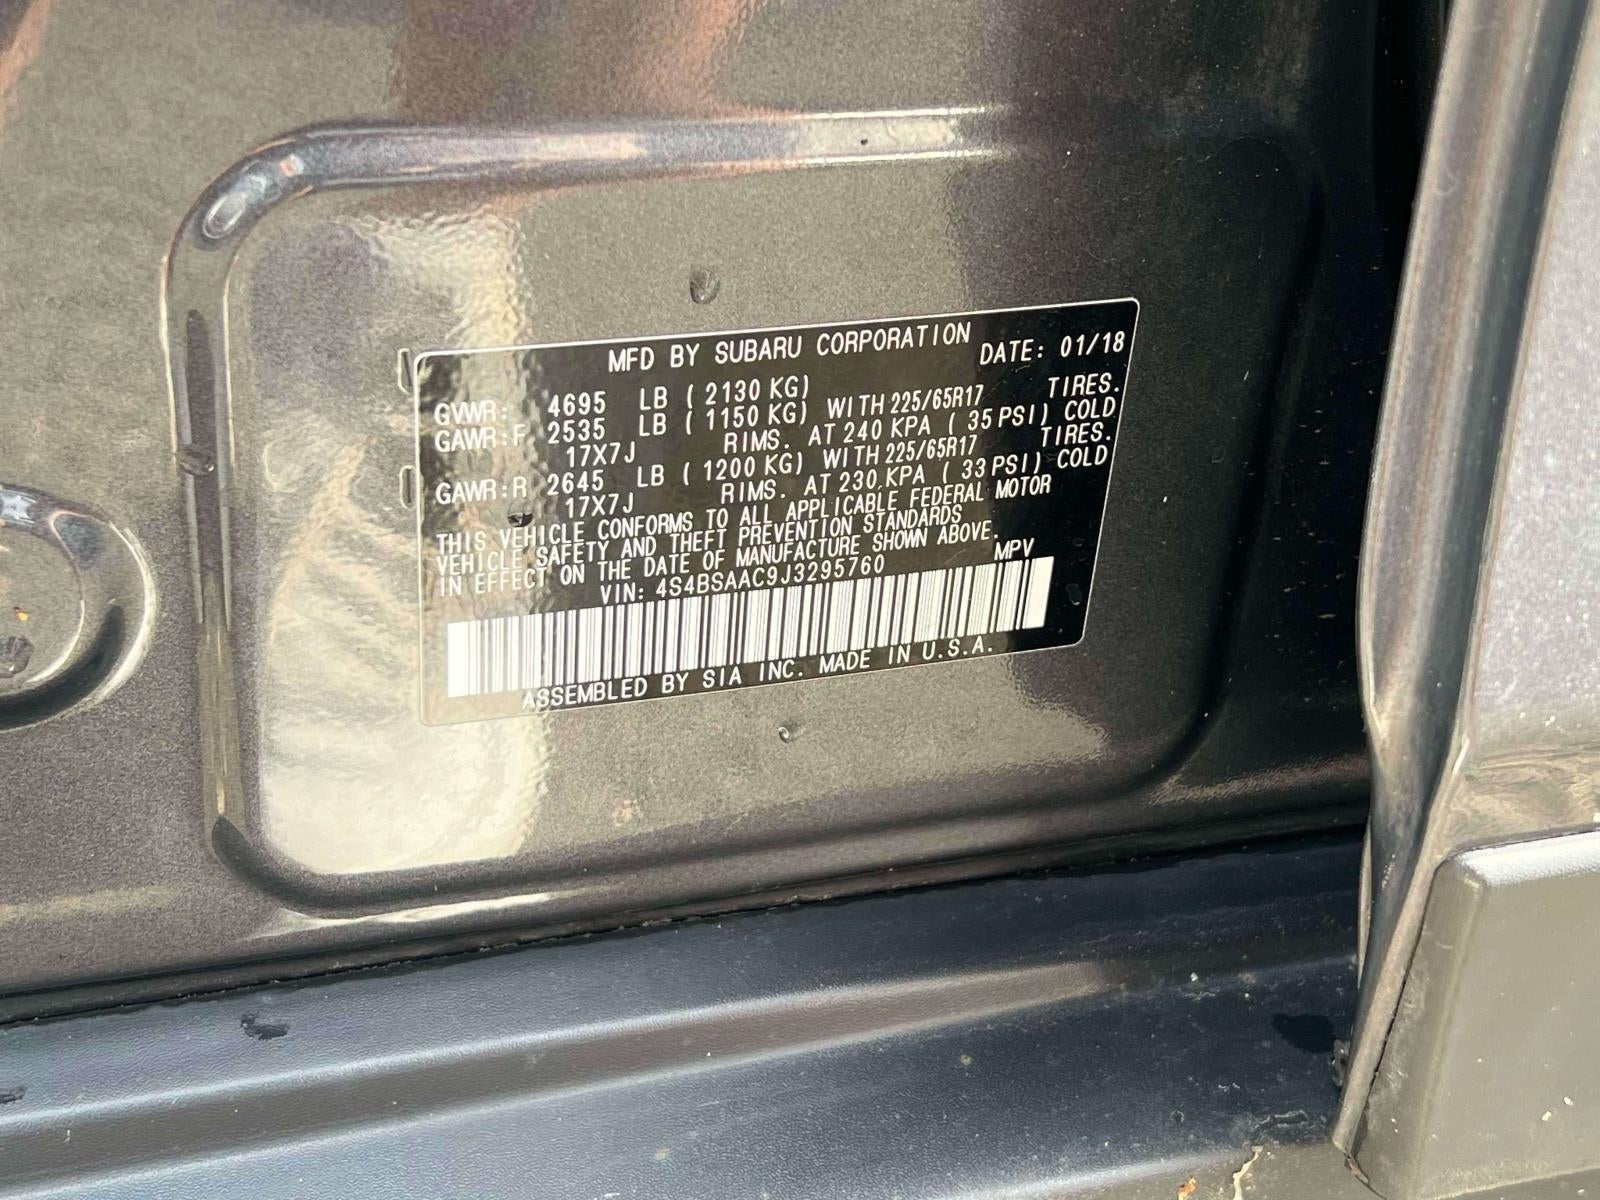 MFD BY SUBARU CORPORATION DATE: 01/18
GVWR: 4695 LB ( 2130 KG)
GAWR:F 2535 LB ( 1150 KG) WITH 225/65R17 TIRES.
17X7J RIMS. AT 240 KPA ( 35 PSI) COLD
GAWR:R 2645 LB ( 1200 KG) WITH 225/65R17 TIRES.
17X7J RIMS. AT 230 KPA ( 33 PSI) COLD
THIS VEHICLE CONFORMS TO ALL APPLICABLE FEDERAL MOTOR
VEHICLE SAFETY AND THEFT PREVENTION STANDARDS
IN EFFECT ON THE DATE OF MANUFACTURE SHOWN ABOVE.
VIN: 4S4BSAAC9J3295760 MPV
ASSEMBLED BY SIA INC. MADE IN U.S.A.